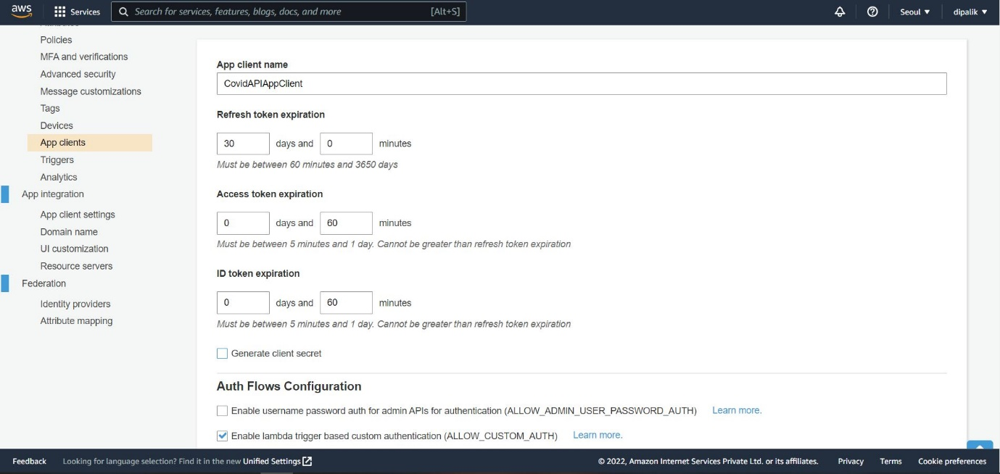 aws Services Search for services, features, blogs, docs, and more [Alt+S] Seoul ▼ dipalik ▼
Policies
MFA and verifications
Advanced security
Message customizations
Tags
Devices
App clients
Triggers
Analytics
App integration
App client settings
Domain name
UI customization
Resource servers
Federation
Identity providers
Attribute mapping
App client name
CovidAPIAppClient
Refresh token expiration
30 days and 0 minutes
Must be between 60 minutes and 3650 days
Access token expiration
0 days and 60 minutes
Must be between 5 minutes and 1 day. Cannot be greater than refresh token expiration
ID token expiration
0 days and 60 minutes
Must be between 5 minutes and 1 day. Cannot be greater than refresh token expiration
Generate client secret
Auth Flows Configuration
Enable username password auth for admin APIs for authentication (ALLOW_ADMIN_USER_PASSWORD_AUTH) Learn more.
Enable lambda trigger based custom authentication (ALLOW_CUSTOM_AUTH) Learn more.
Feedback Looking for language selection? Find it in the new Unified Settings © 2022, Amazon Internet Services Private Ltd. or its affiliates. Privacy Terms Cookie preferences